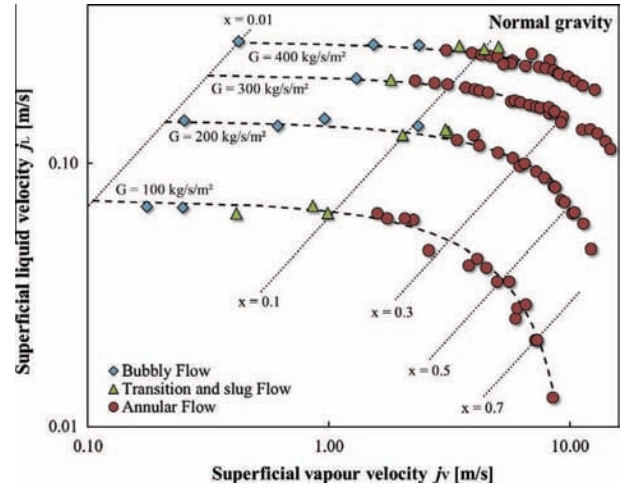 x = 0.01
Normal gravity
G = 400 kg/s/m²
G = 300 kg/s/m²
G = 200 kg/s/m²
G = 100 kg/s/m²
x = 0.1
x = 0.3
x = 0.5
x = 0.7
Bubbly Flow
Transition and slug Flow
Annular Flow
Superficial liquid velocity jL [m/s]
0.10
0.01
0.10
1.00
10.00
Superficial vapour velocity jv [m/s]